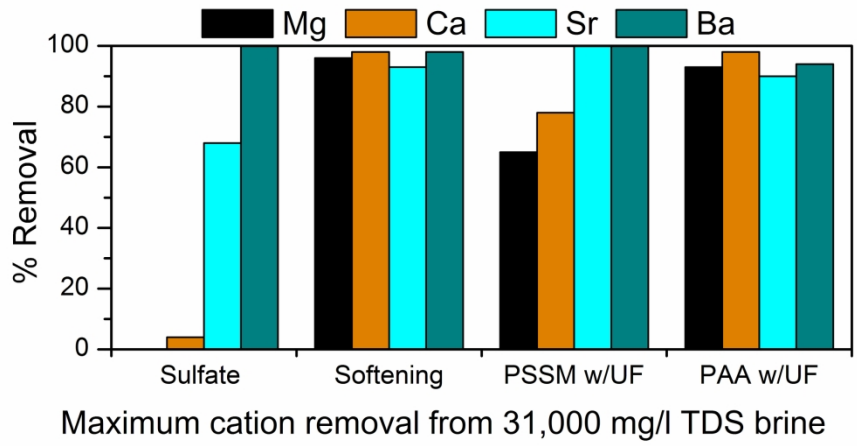 Mg Ca Sr Ba
% Removal
100
80
60
40
20
0
Sulfate Softening PSSM w/UF PAA w/UF
Maximum cation removal from 31,000 mg/l TDS brine